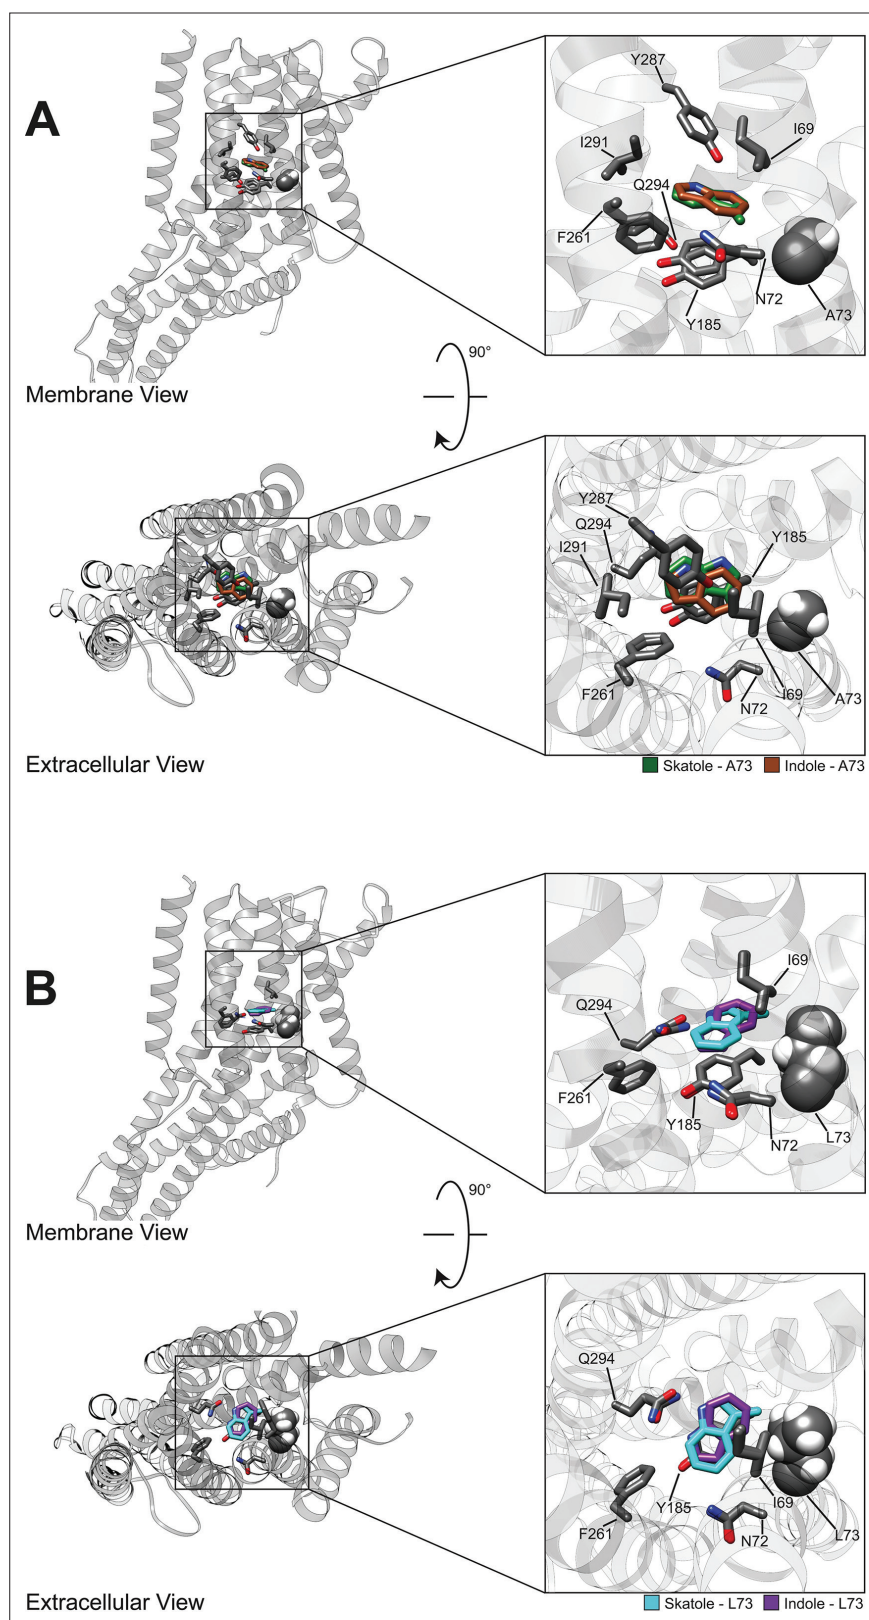 A
Y287
I69
I291
Q294
F261
N72
Y185
A73
90°
Membrane View
Y287
Q294
I291
Y185
F261
I69
N72
A73
Extracellular View
Skatole - A73 Indole - A73
B
I69
Q294
F261
Y185
N72
L73
90°
Membrane View
Q294
Y185
I69
F261
N72
L73
Extracellular View
Skatole - L73 Indole - L73